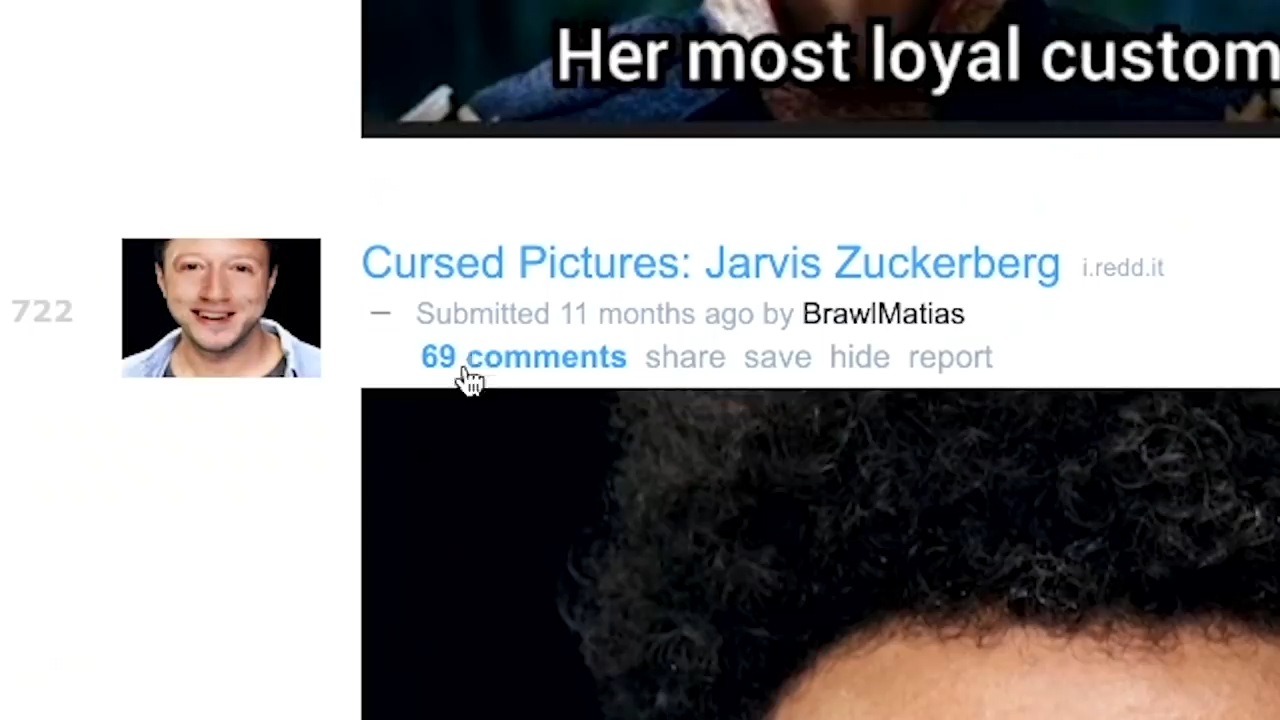 Her most loyal custom
Cursed Pictures: Jarvis Zuckerberg i.redd.it
722
– Submitted 11 months ago by BrawlMatias
69 comments share save hide report